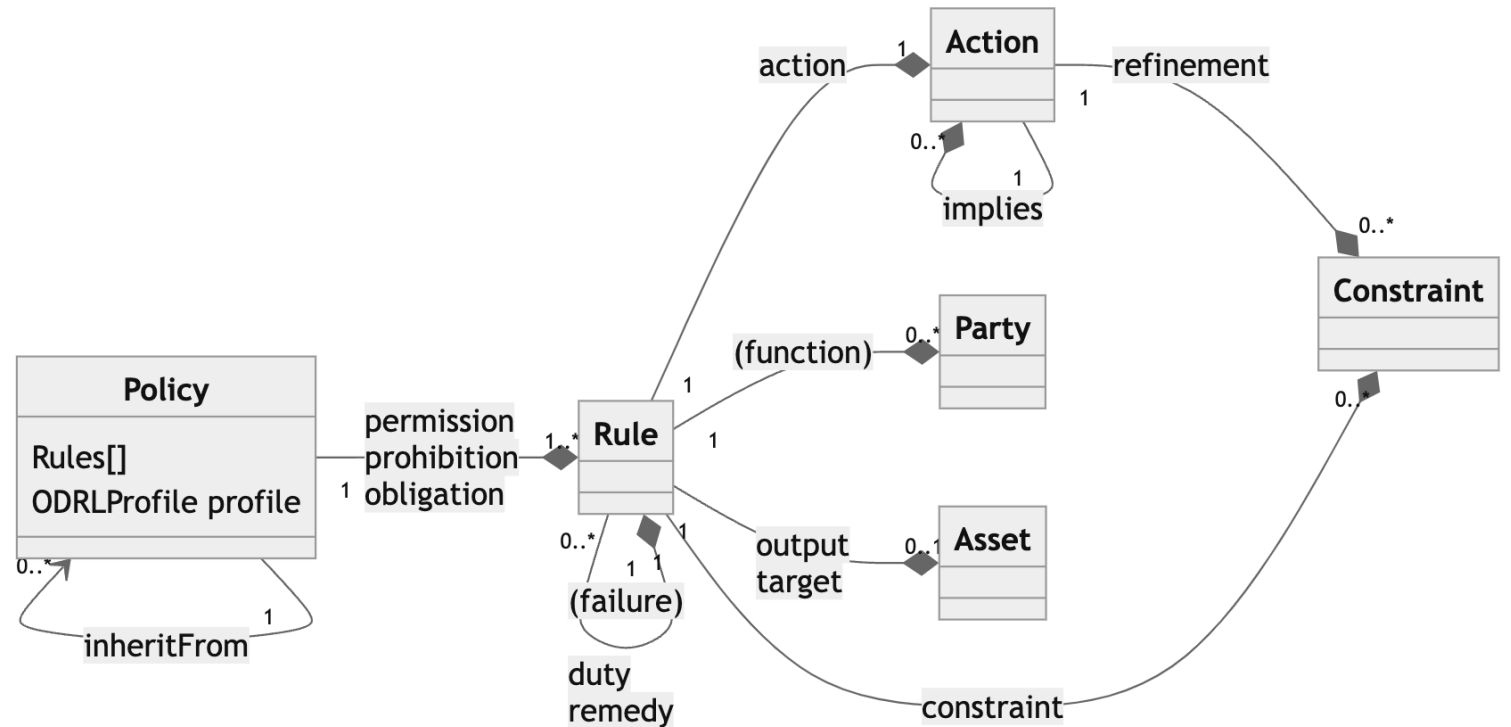 Action
1
action
refinement
1
0..*
1
implies
0..*
Constraint
0..*
Party
0..*
(function)
1
1
Policy
Rules[]
ODRLProfile profile
1
permission
prohibition
obligation
1..*
Rule
0..*
1
1
1
(failure)
duty
remedy
output
target
0..1
Asset
0..*
1
inheritFrom
constraint